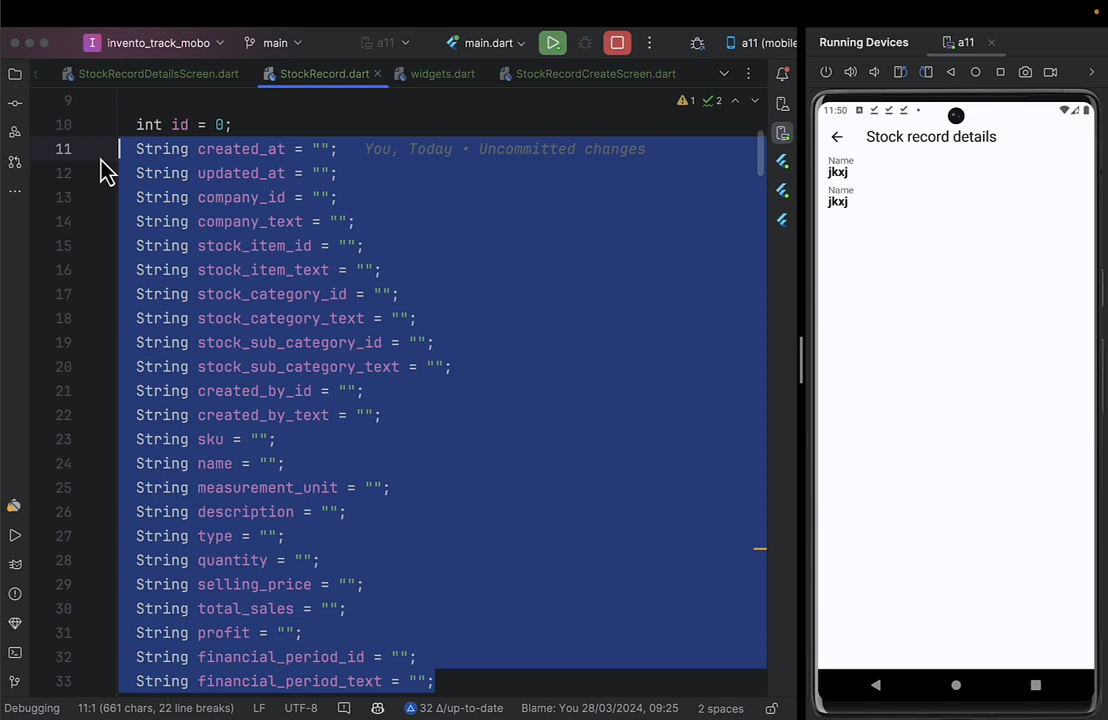 invento_track_mobo
main
a11
main.dart
a11 (mobile
Running Devices
a11
StockRecordDetailsScreen.dart
StockRecord.dart
widgets.dart
StockRecordCreateScreen.dart
1
2
9
10 int id = 0;
11 String created_at = ""; You, Today • Uncommitted changes
12 String updated_at = "";
13 String company_id = "";
14 String company_text = "";
15 String stock_item_id = "";
16 String stock_item_text = "";
17 String stock_category_id = "";
18 String stock_category_text = "";
19 String stock_sub_category_id = "";
20 String stock_sub_category_text = "";
21 String created_by_id = "";
22 String created_by_text = "";
23 String sku = "";
24 String name = "";
25 String measurement_unit = "";
26 String description = "";
27 String type = "";
28 String quantity = "";
29 String selling_price = "";
30 String total_sales = "";
31 String profit = "";
32 String financial_period_id = "";
33 String financial_period_text = "";
11:50
Stock record details
Name
jkxj
Name
jkxj
Debugging
11:1 (661 chars, 22 line breaks)
LF
UTF-8
32 Δ/up-to-date
Blame: You 28/03/2024, 09:25
2 spaces